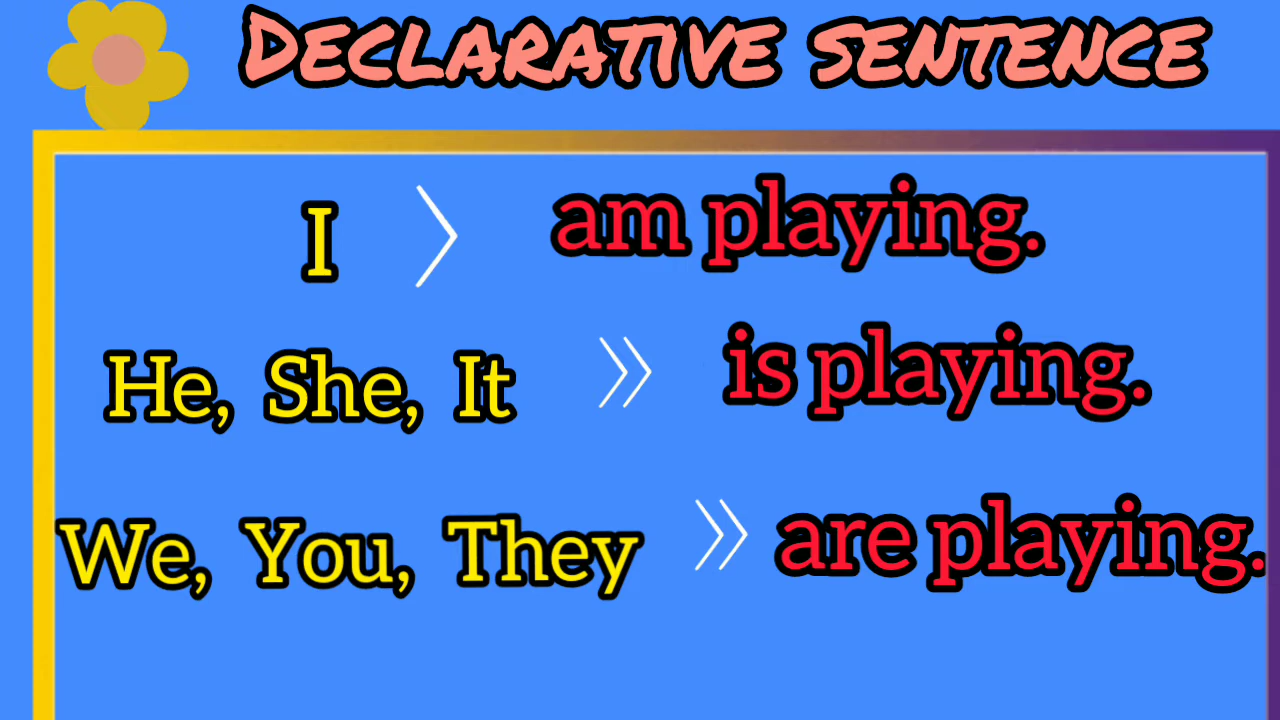 DECLARATIVE SENTENCE
I am playing.
He, She, It is playing.
We, You, They are playing.